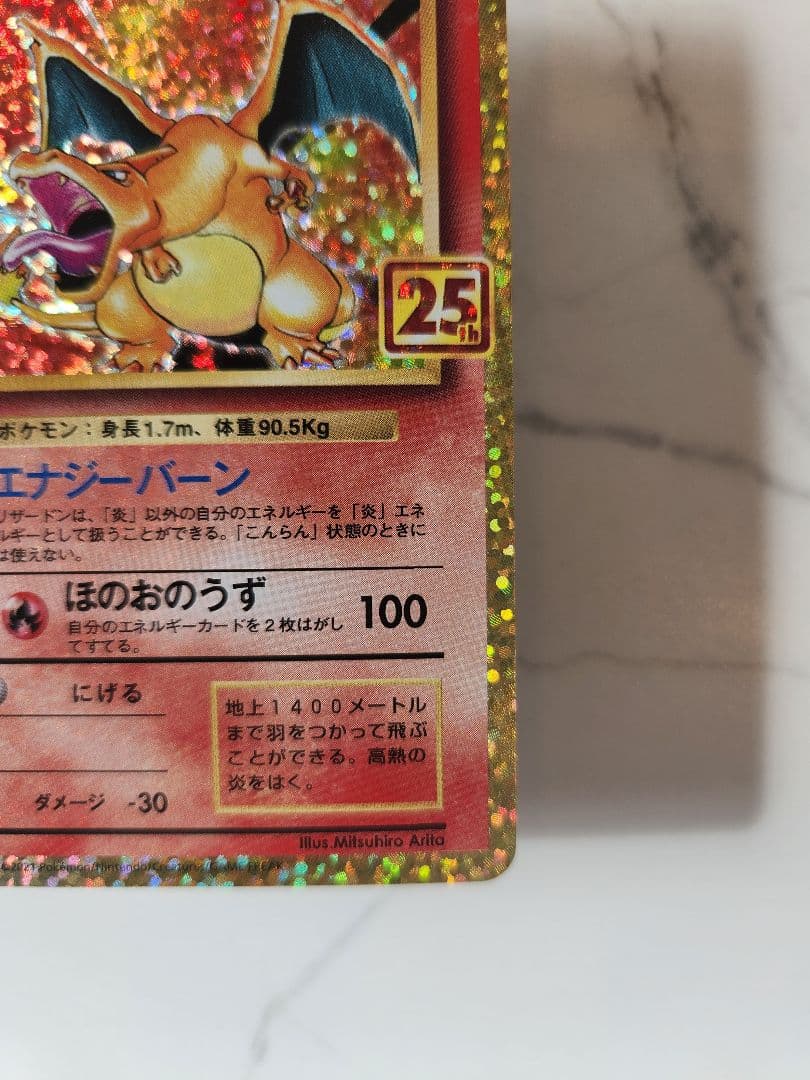 25th
ポケモン：身長1.7m、体重90.5Kg
エナジーバーン
リザードンは、「炎」以外の自分のエネルギーを「炎」エネ
ルギーとして扱うことができる。「こんらん」状態のときに
は使えない。
ほのおのうず 100
自分のエネルギーカードを2枚はがし
てすてる。
にげる
地上1400メートル
まで羽をつかって飛ぶ
ことができる。高熱の
炎をはく。
ダメージ -30
Illus.Mitsuhiro Arita
©2021 Pokémon/Nintendo/Creatures/GAME FREAK